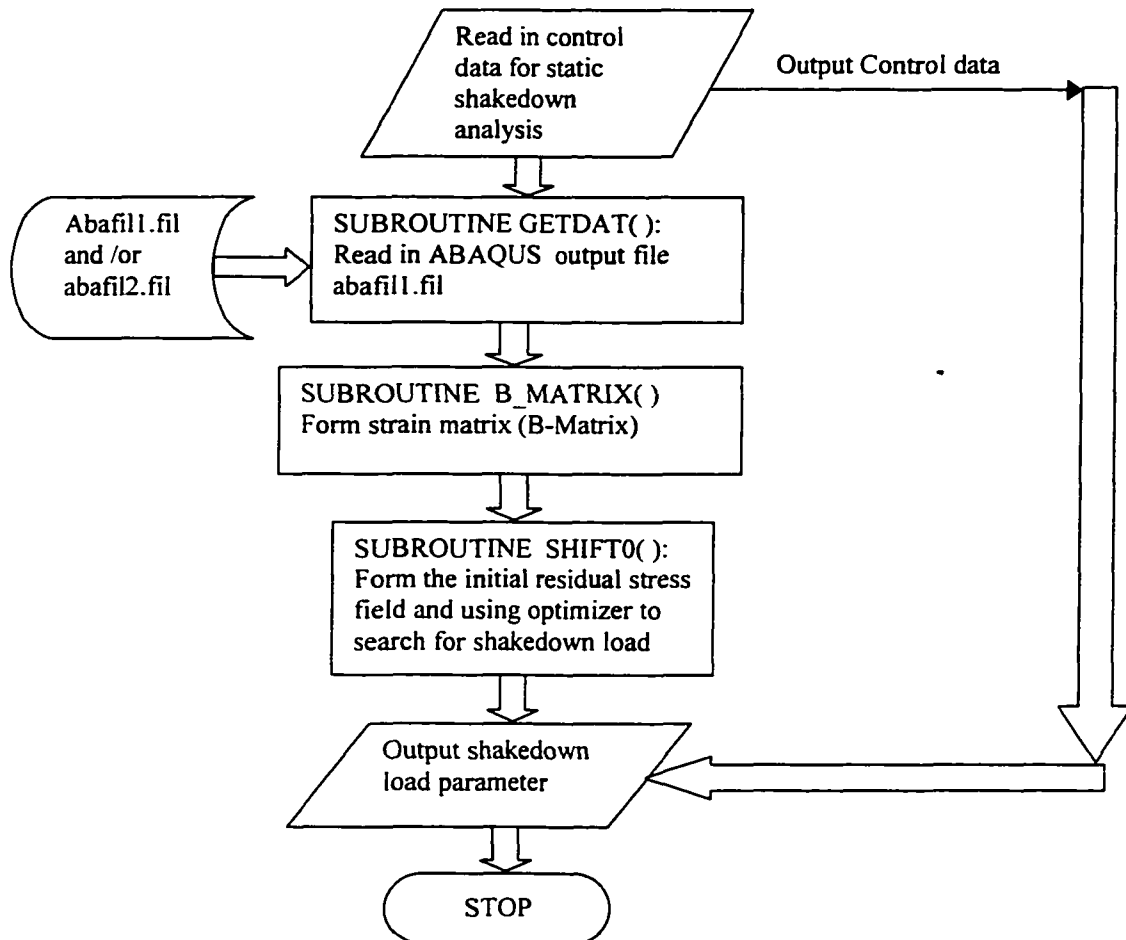 Read in control
data for static
shakedown
analysis
Output Control data
Abafil1.fil
and /or
abafil2.fil
SUBROUTINE GETDAT( ):
Read in ABAQUS output file
abafil1.fil
SUBROUTINE B_MATRIX( )
Form strain matrix (B-Matrix)
SUBROUTINE SHIFT0( ):
Form the initial residual stress
field and using optimizer to
search for shakedown load
Output shakedown
load parameter
STOP